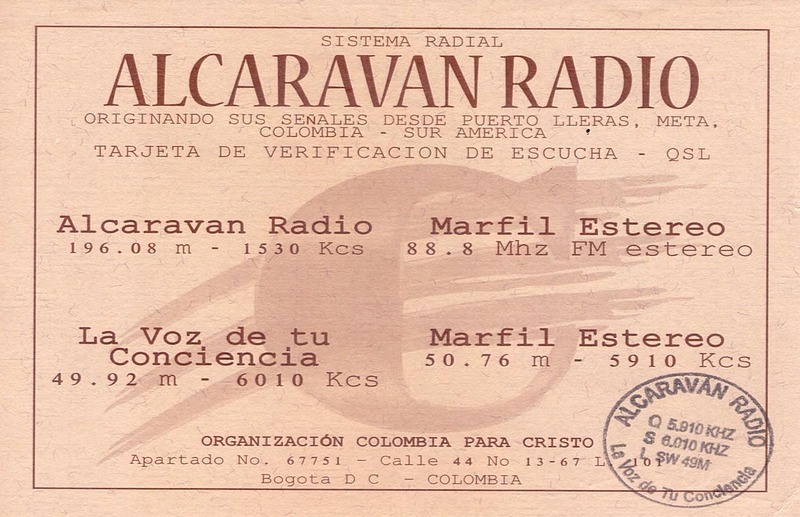 SISTEMA RADIAL
ALCARAVAN RADIO
ORIGINANDO SUS SEÑALES DESDE PUERTO LLERAS, META,
COLOMBIA - SUR AMERICA
TARJETA DE VERIFICACION DE ESCUCHA - QSL
Alcaravan Radio
196.08 m - 1530 Kcs
Marfil Estereo
88.8 Mhz FM estereo
La Voz de tu
Conciencia
49.92 m - 6010 Kcs
Marfil Estereo
50.76 m - 5910 Kcs
ORGANIZACIÓN COLOMBIA PARA CRISTO
Apartado No. 67751 - Calle 44 No 13-67 101
Bogota D C - COLOMBIA
ALCARAVÁN RADIO
Q 5.910 KHZ
S 6.010 KHZ
L SW 49M
La Voz de Tu Conciencia